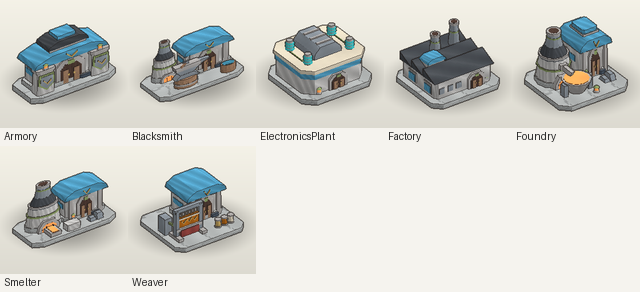 Armory
Blacksmith
ElectronicsPlant
Factory
Foundry
Smelter
Weaver